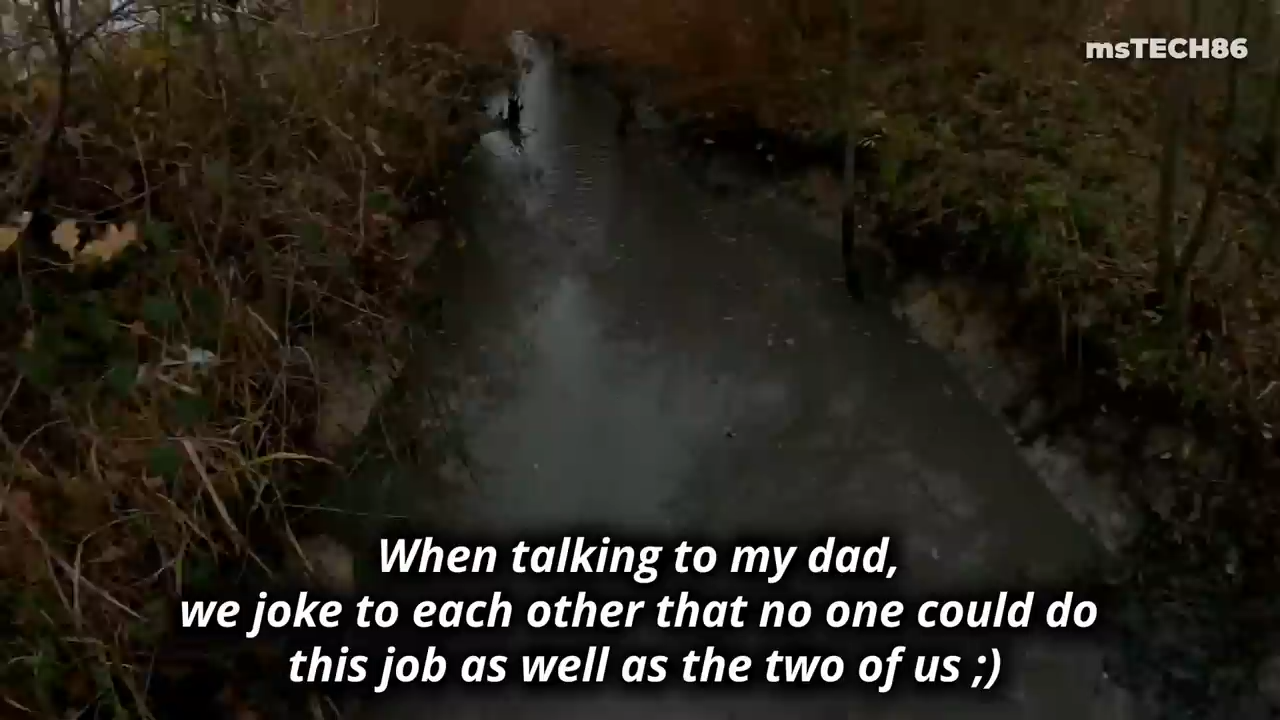 msTECH86
When talking to my dad,
we joke to each other that no one could do
this job as well as the two of us ;)